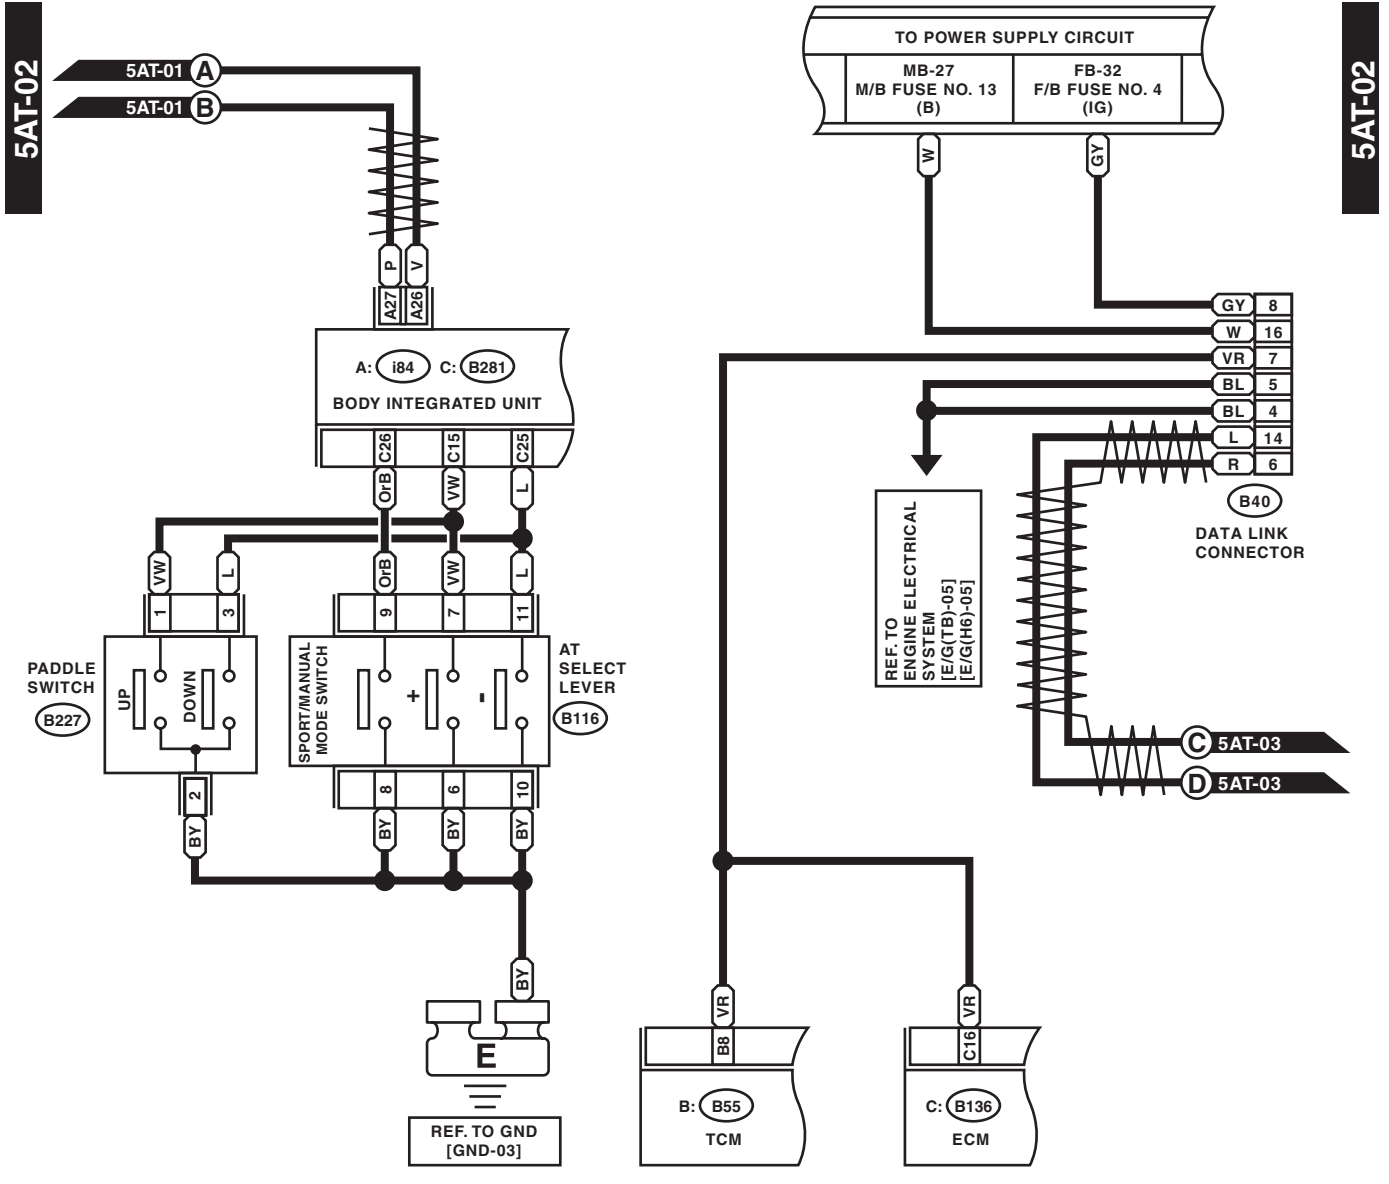 5AT-02
5AT-02
5AT-01 A
5AT-01 B
TO POWER SUPPLY CIRCUIT
MB-27
M/B FUSE NO. 13
(B)
FB-32
F/B FUSE NO. 4
(IG)
W
GY
P
V
A27
A26
A: i84 C: B281
BODY INTEGRATED UNIT
C26
C15
C25
OrB
VW
L
VW
L
OrB
VW
L
1
3
9
7
11
PADDLE
SWITCH
B227
UP
DOWN
2
BY
SPORT/MANUAL
MODE SWITCH
+
-
AT
SELECT
LEVER
B116
8
6
10
BY
BY
BY
BY
E
REF. TO GND
[GND-03]
GY 8
W 16
VR 7
BL 5
BL 4
L 14
R 6
B40
DATA LINK
CONNECTOR
REF. TO
ENGINE ELECTRICAL
SYSTEM
[E/G(TB)-05]
[E/G(H6)-05]
C 5AT-03
D 5AT-03
VR
B8
B: B55
TCM
VR
C16
C: B136
ECM